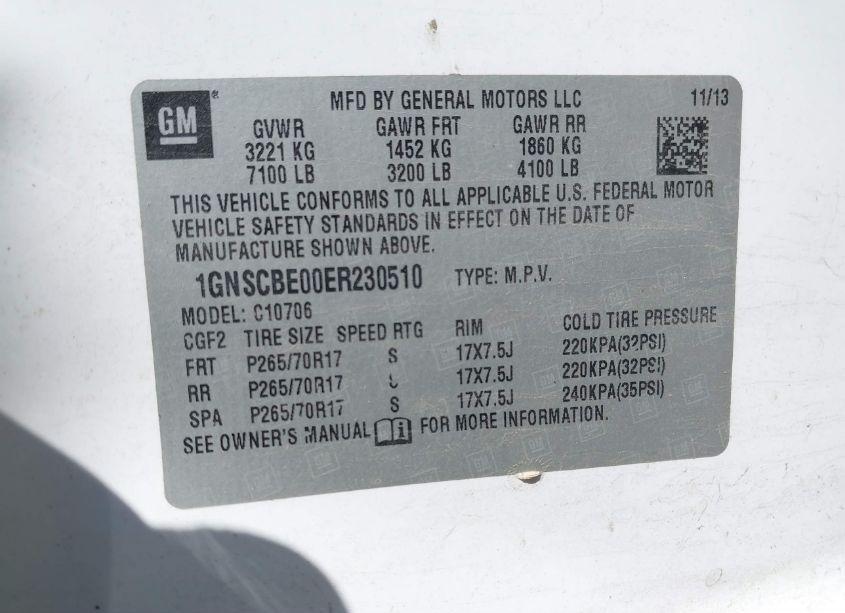 GM®
MFD BY GENERAL MOTORS LLC 11/13
GVWR GAWR FRT GAWR RR
3221 KG 1452 KG 1860 KG
7100 LB 3200 LB 4100 LB
THIS VEHICLE CONFORMS TO ALL APPLICABLE U.S. FEDERAL MOTOR
VEHICLE SAFETY STANDARDS IN EFFECT ON THE DATE OF
MANUFACTURE SHOWN ABOVE.
1GNSCBE00ER230510 TYPE: M.P.V.
MODEL: C10706
CGF2 TIRE SIZE SPEED RTG RIM COLD TIRE PRESSURE
FRT P265/70R17 S 17X7.5J 220KPA(32PSI)
RR P265/70R17 17X7.5J 220KPA(32PSI)
SPA P265/70R17 S 17X7.5J 240KPA(35PSI)
SEE OWNER'S MANUAL FOR MORE INFORMATION.